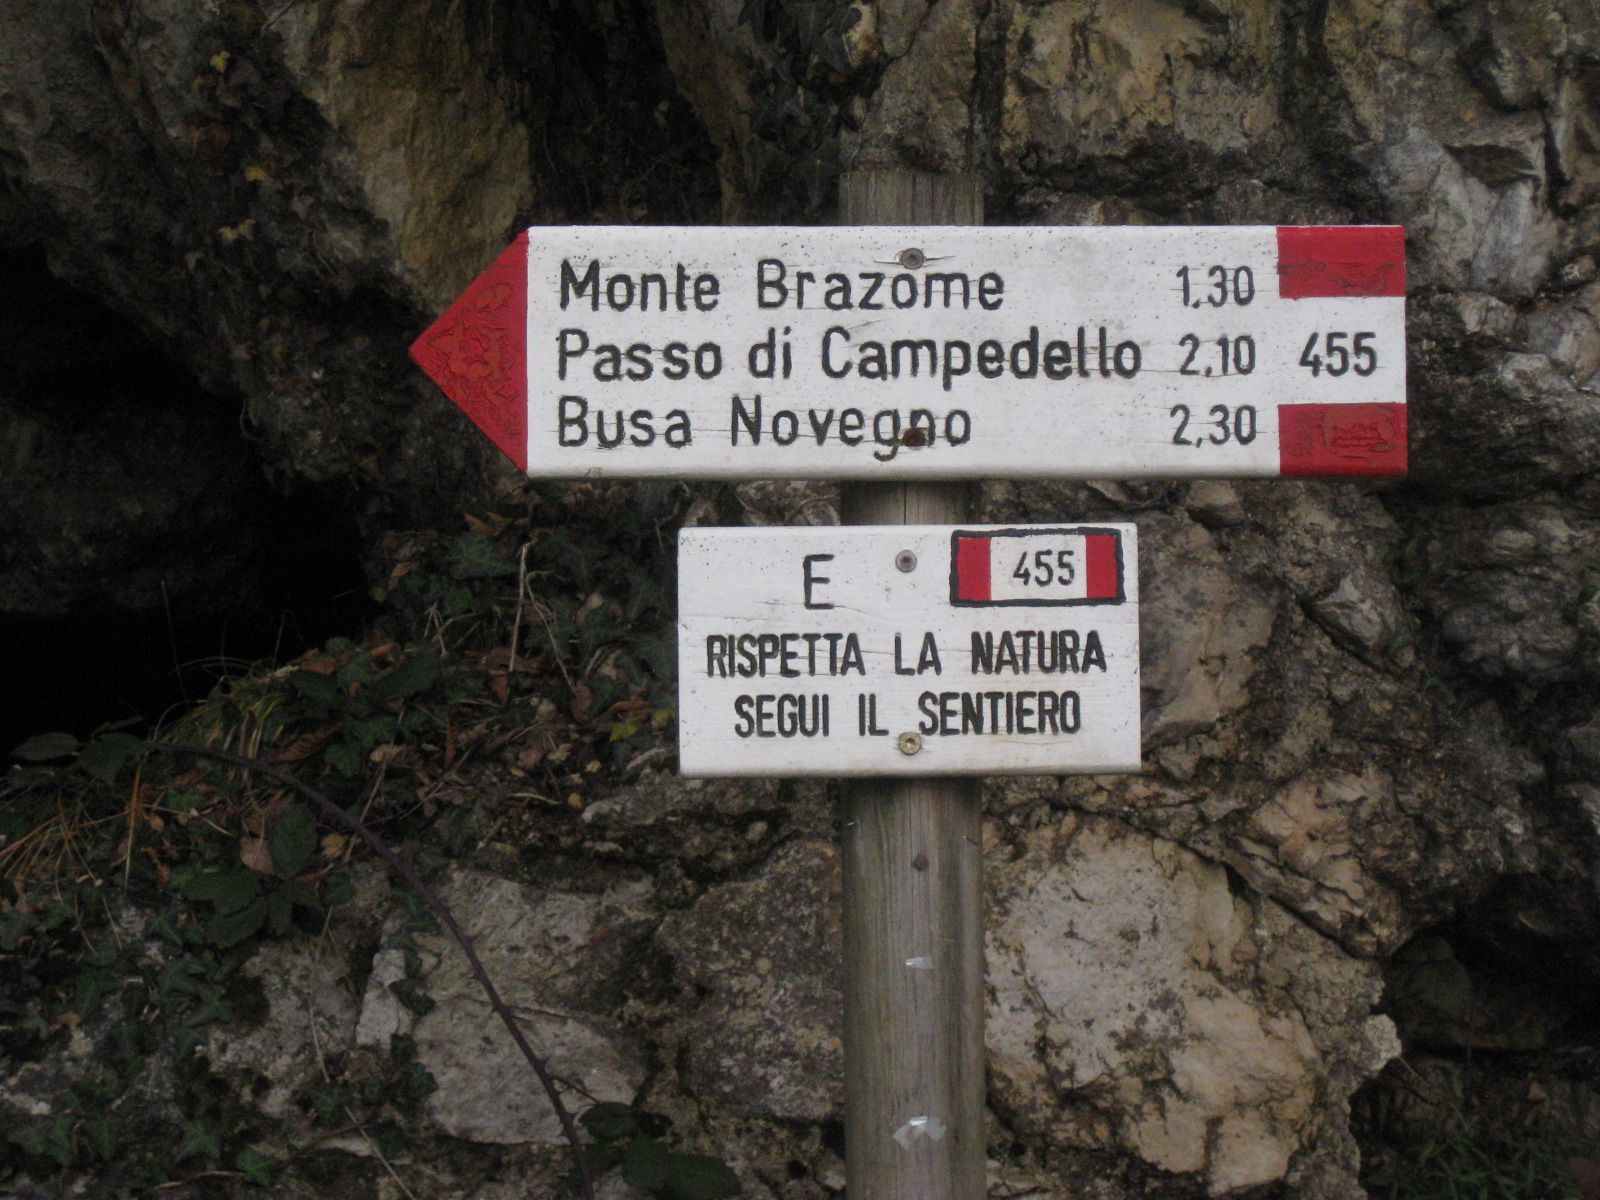 Monte Brazome 1.30
Passo di Campedello 2,10 455
Busa Novegno 2,30
E 455
RISPETTA LA NATURA
SEGUI IL SENTIERO